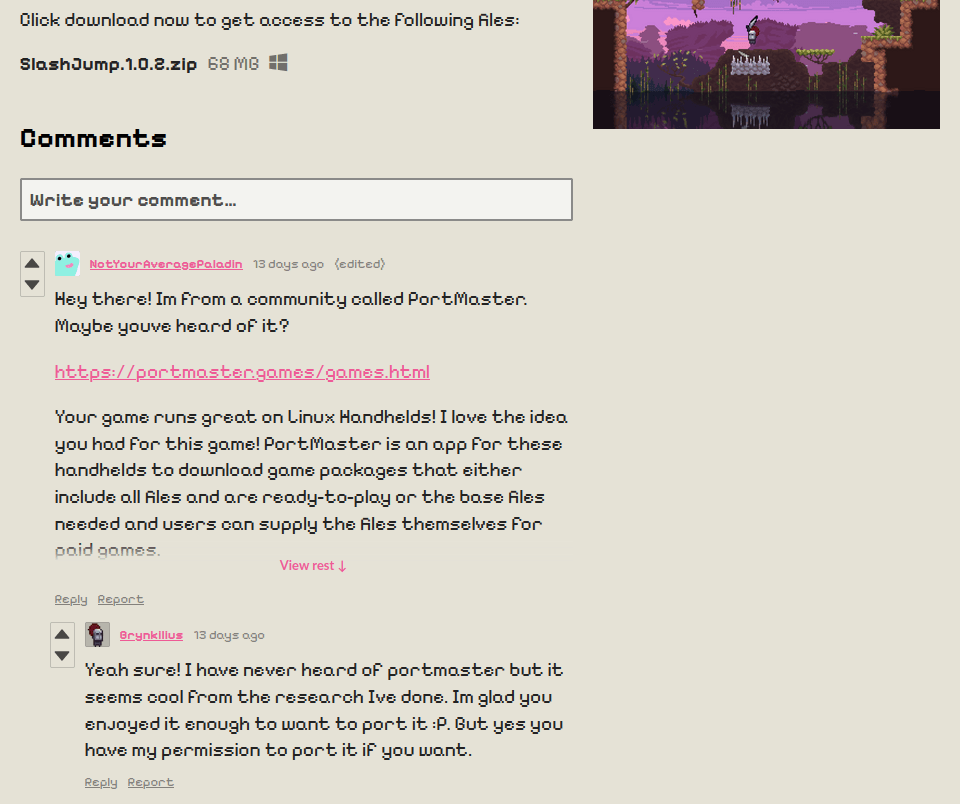 Click download now to get access to the following files:
SlashJump.1.0.2.zip 68 MB
Comments
Write your comment...
NotYourAveragePaladin 13 days ago (edited)
Hey there! Im from a community called PortMaster.
Maybe youve heard of it?
https://portmaster.games/games.html
Your game runs great on Linux Handhelds! I love the idea
you had for this game! PortMaster is an app for these
handhelds to download game packages that either
include all files and are ready-to-play or the base files
needed and users can supply the files themselves for
paid games.
View rest ↓
Reply Report
Brynkilius 13 days ago
Yeah sure! I have never heard of portmaster but it
seems cool from the research Ive done. Im glad you
enjoyed it enough to want to port it :P. But yes you
have my permission to port it if you want.
Reply Report